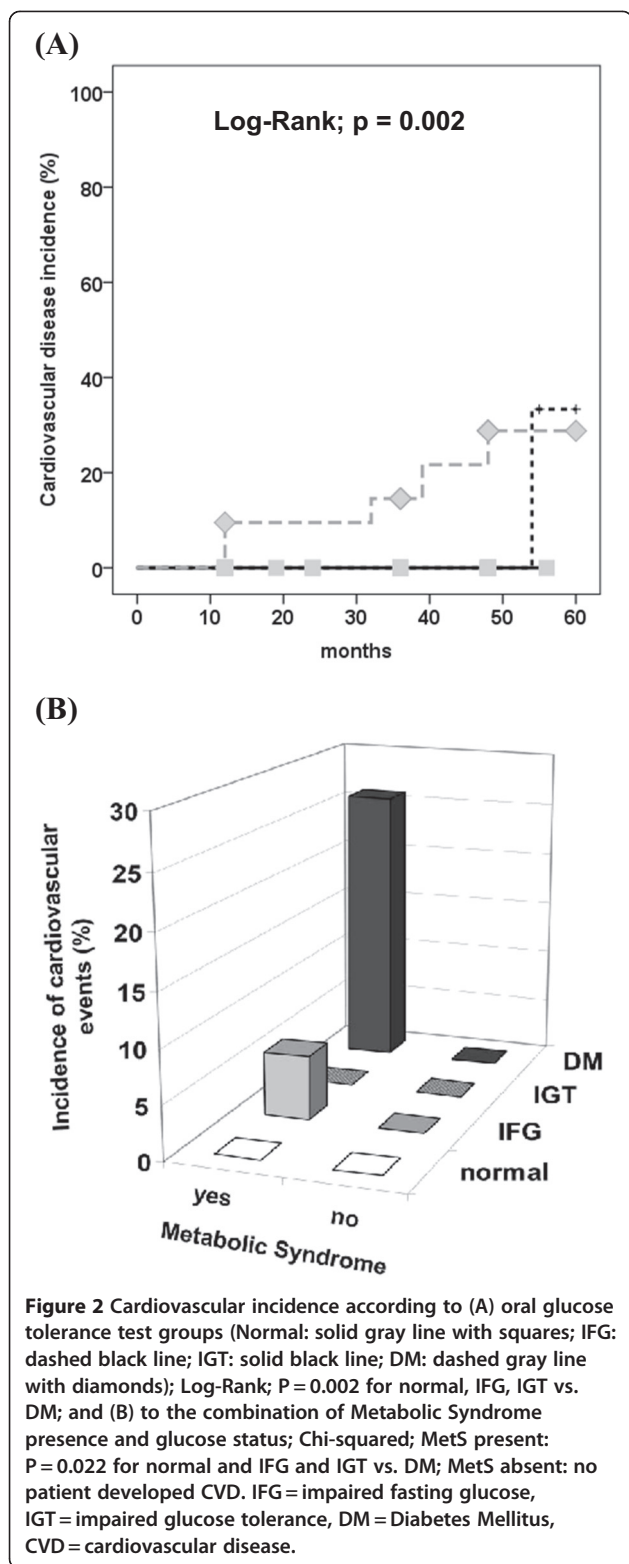 (A)
Log-Rank; p = 0.002
Cardiovascular disease incidence (%)
100
80
60
40
20
0
0 10 20 30 40 50 60
months
(B)
Incidence of cardiovascular
events (%)
30
25
20
15
10
5
0
DM
IGT
IFG
normal
yes
no
Metabolic Syndrome
Figure 2 Cardiovascular incidence according to (A) oral glucose
tolerance test groups (Normal: solid gray line with squares; IFG:
dashed black line; IGT: solid black line; DM: dashed gray line
with diamonds); Log-Rank; P = 0.002 for normal, IFG, IGT vs.
DM; and (B) to the combination of Metabolic Syndrome
presence and glucose status; Chi-squared; MetS present:
P = 0.022 for normal and IFG and IGT vs. DM; MetS absent: no
patient developed CVD. IFG = impaired fasting glucose,
IGT = impaired glucose tolerance, DM = Diabetes Mellitus,
CVD = cardiovascular disease.